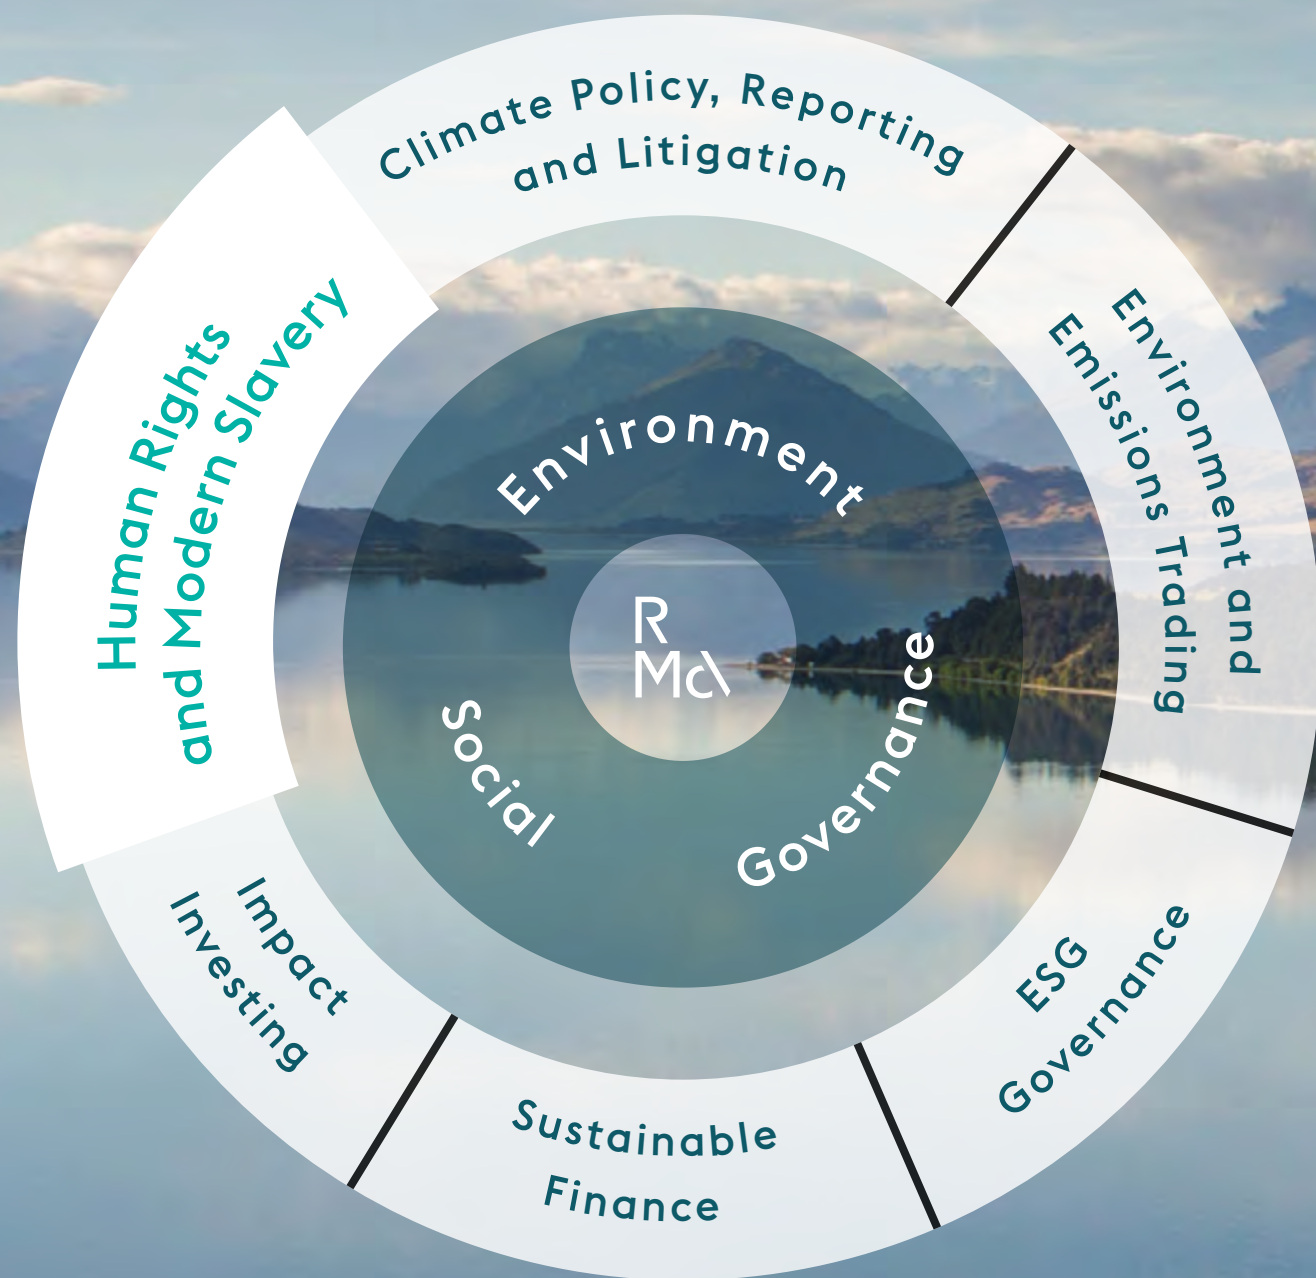 Climate Policy, Reporting
and Litigation
Environment and
Emissions Trading
ESG
Governance
Sustainable
Finance
Impact
Investing
Human Rights
and Modern Slavery
Environment
Governance
Social
R
Mc\